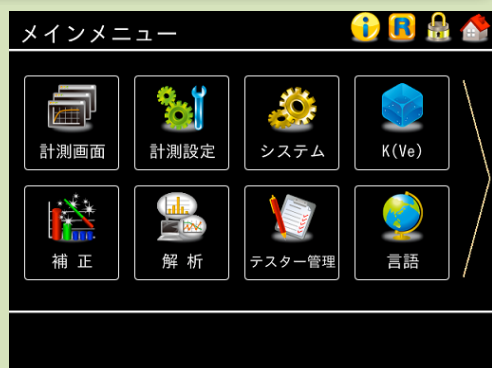 メインメニュー
i R
計測画面 計測設定 システム K(Ve)
補 正 解 析 テスター管理 言語